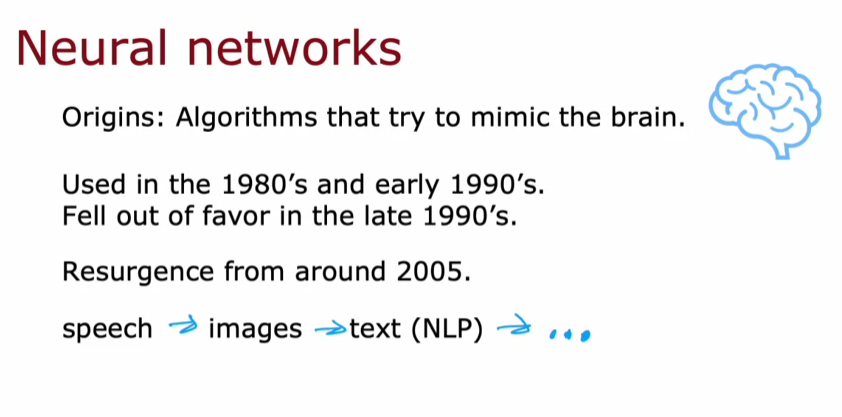 Neural networks
Origins: Algorithms that try to mimic the brain.
Used in the 1980’s and early 1990’s.
Fell out of favor in the late 1990’s.
Resurgence from around 2005.
speech → images → text (NLP) → ...